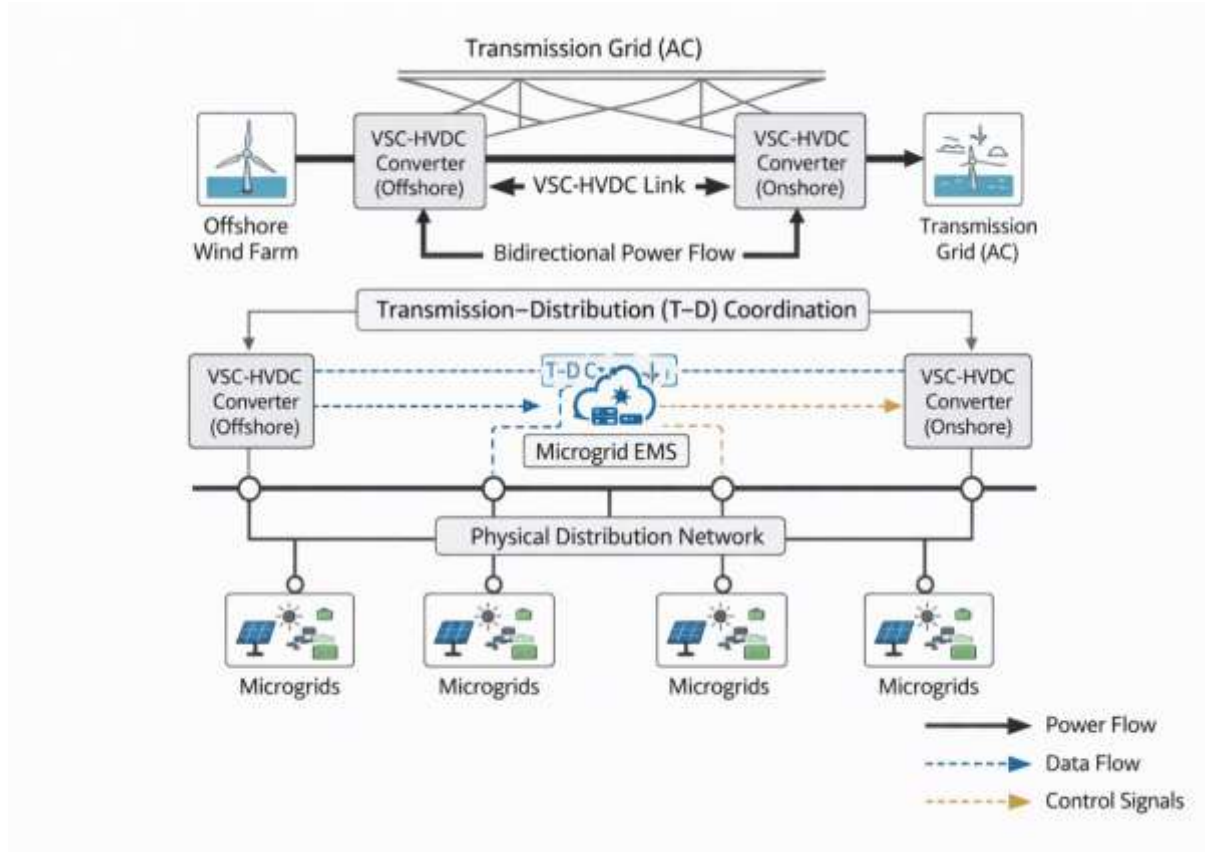 Transmission Grid (AC)
VSC-HVDC
Converter
(Offshore)
VSC-HVDC
Converter
(Onshore)
VSC-HVDC Link
Offshore
Wind Farm
Bidirectional Power Flow
Transmission
Grid (AC)
Transmission–Distribution (T–D) Coordination
VSC-HVDC
Converter
(Offshore)
T-D C
VSC-HVDC
Converter
(Onshore)
Microgrid EMS
Physical Distribution Network
Microgrids
Microgrids
Microgrids
Microgrids
Power Flow
Data Flow
Control Signals